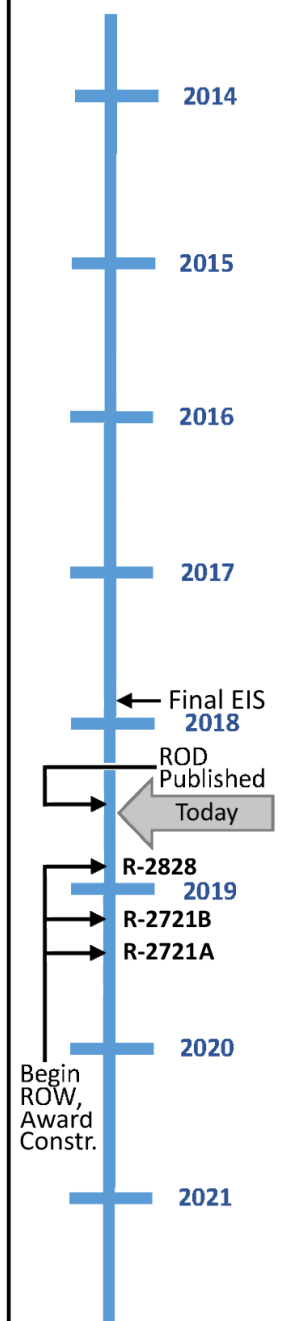 2014
2015
2016
2017
Final EIS
2018
ROD
Published
Today
R-2828
2019
R-2721B
R-2721A
2020
Begin
ROW,
Award
Constr.
2021